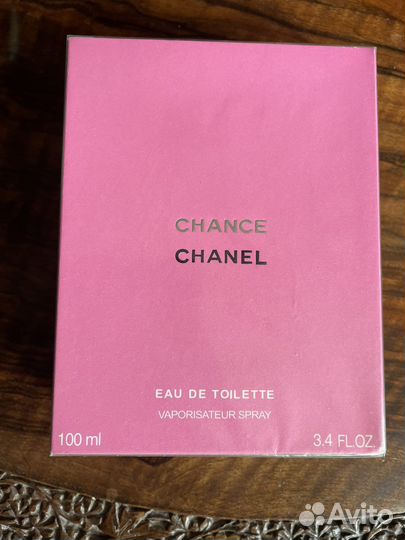 CHANCE
CHANEL
EAU DE TOILETTE
VAPORISATEUR SPRAY
100 ml 3.4 FL.OZ.
Avito